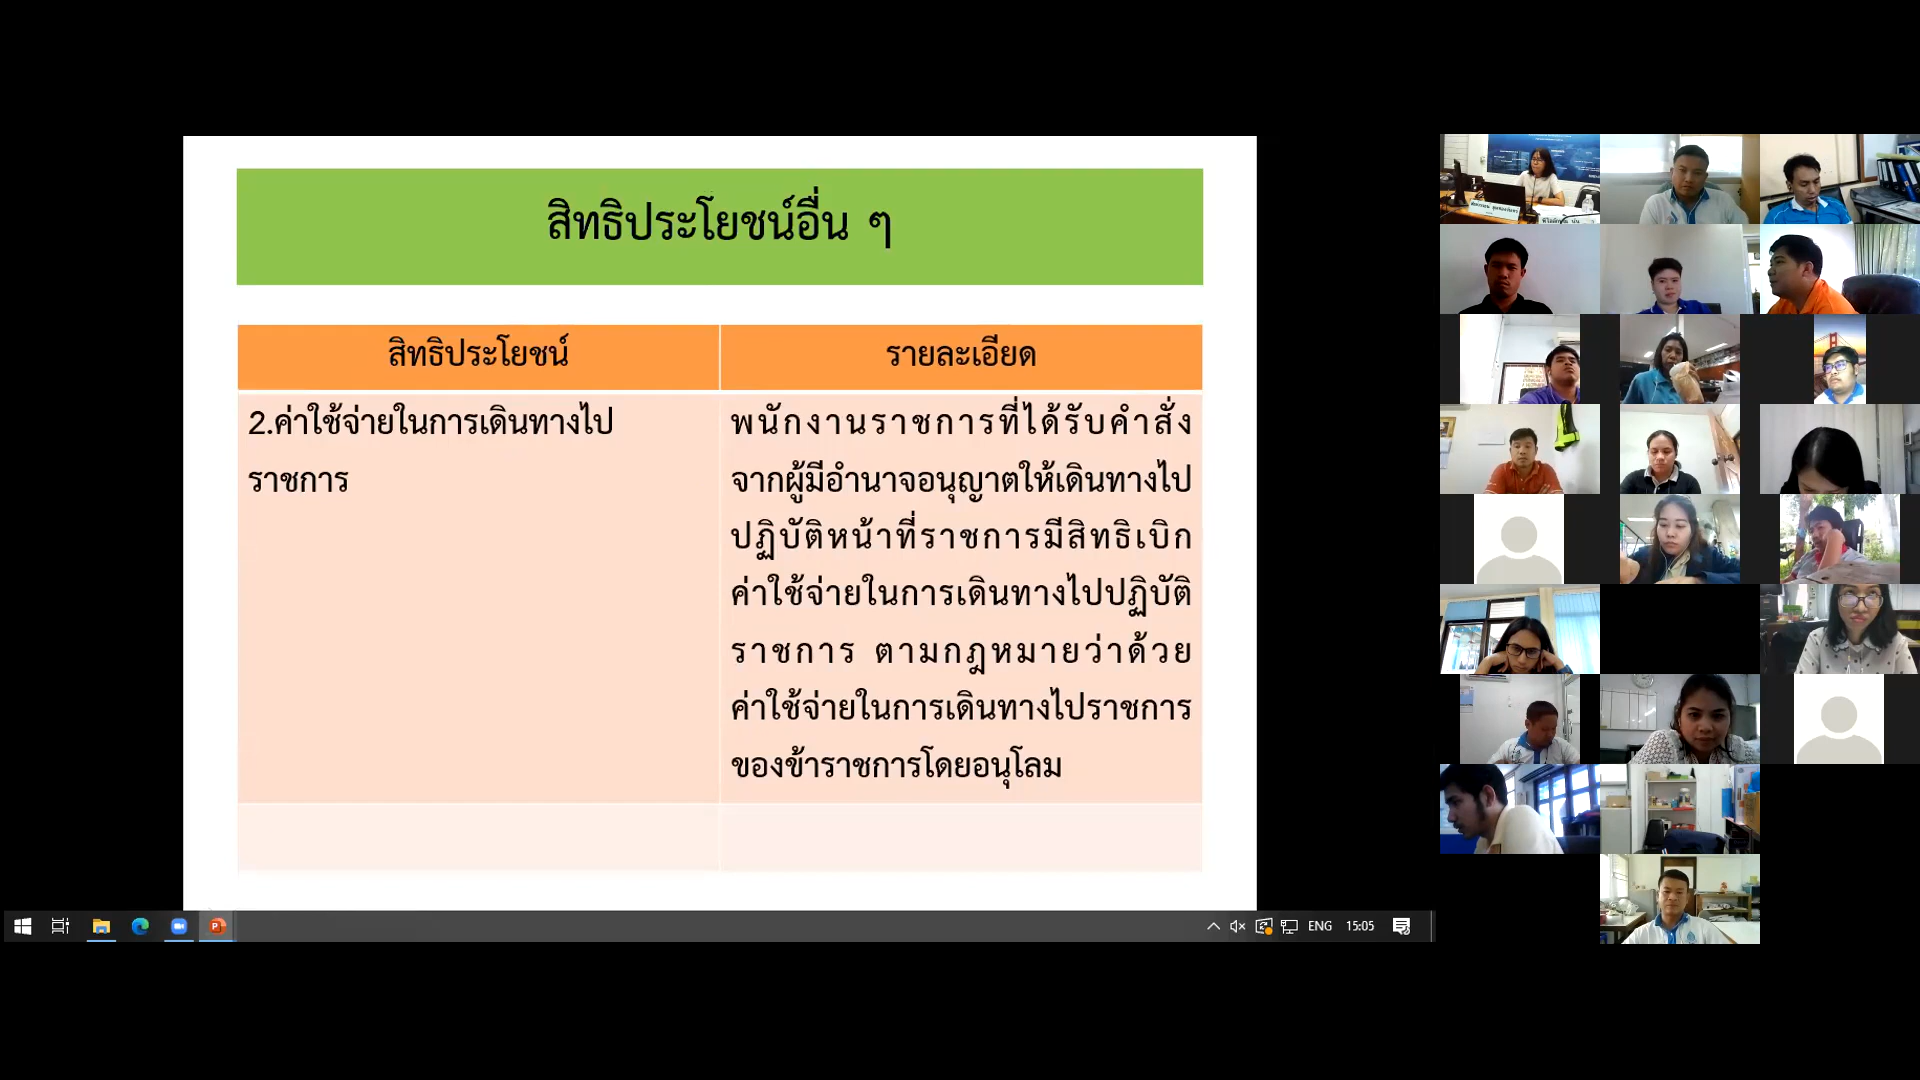 สิทธิประโยชน์อื่น ๆ
สิทธิประโยชน์
รายละเอียด
2.ค่าใช้จ่ายในการเดินทางไป
ราชการ
พนักงานราชการที่ได้รับคำสั่ง
จากผู้มีอำนาจอนุญาตให้เดินทางไป
ปฏิบัติหน้าที่ราชการมีสิทธิเบิก
ค่าใช้จ่ายในการเดินทางไปปฏิบัติ
ราชการ ตามกฎหมายว่าด้วย
ค่าใช้จ่ายในการเดินทางไปราชการ
ของข้าราชการโดยอนุโลม
ENG
15:05